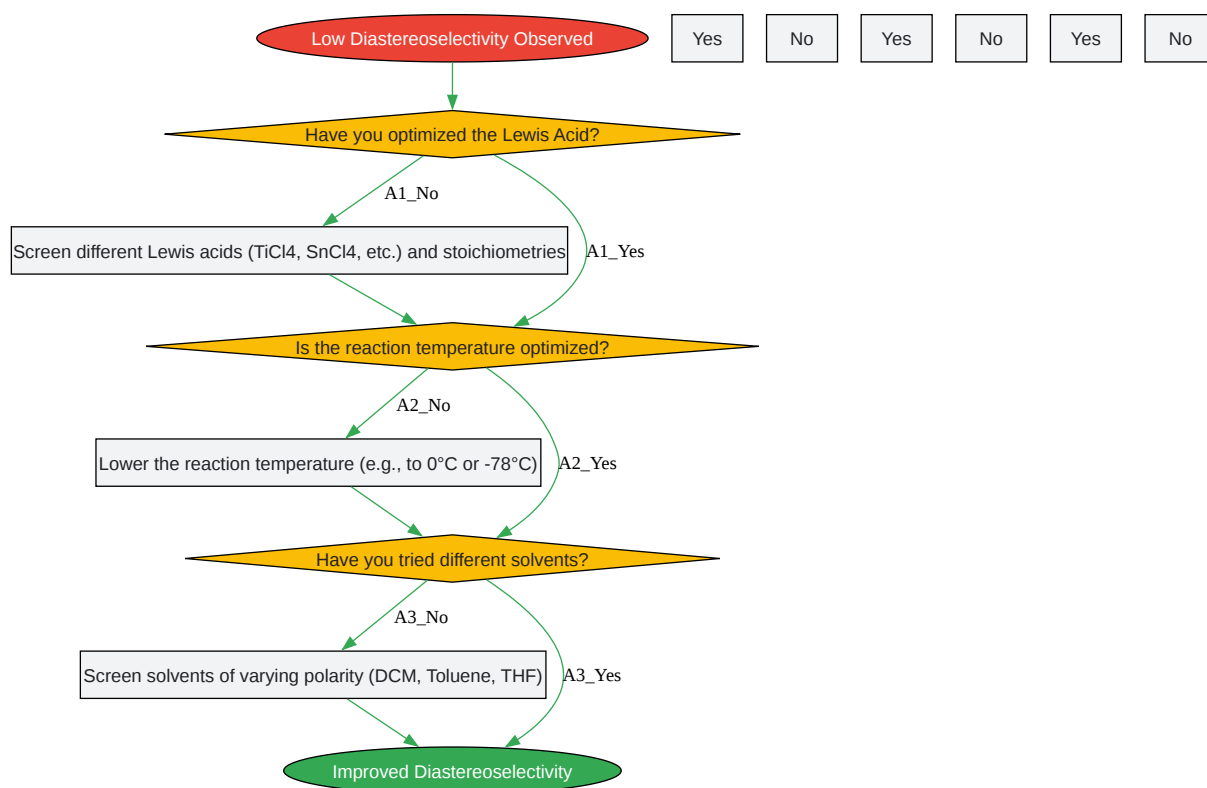 Low Diastereoselectivity Observed
Yes
No
Yes
No
Yes
No
Have you optimized the Lewis Acid?
A1_No
Screen different Lewis acids (TiCl4, SnCl4, etc.) and stoichiometries
A1_Yes
Is the reaction temperature optimized?
A2_No
Lower the reaction temperature (e.g., to 0°C or -78°C)
A2_Yes
Have you tried different solvents?
A3_No
Screen solvents of varying polarity (DCM, Toluene, THF)
A3_Yes
Improved Diastereoselectivity